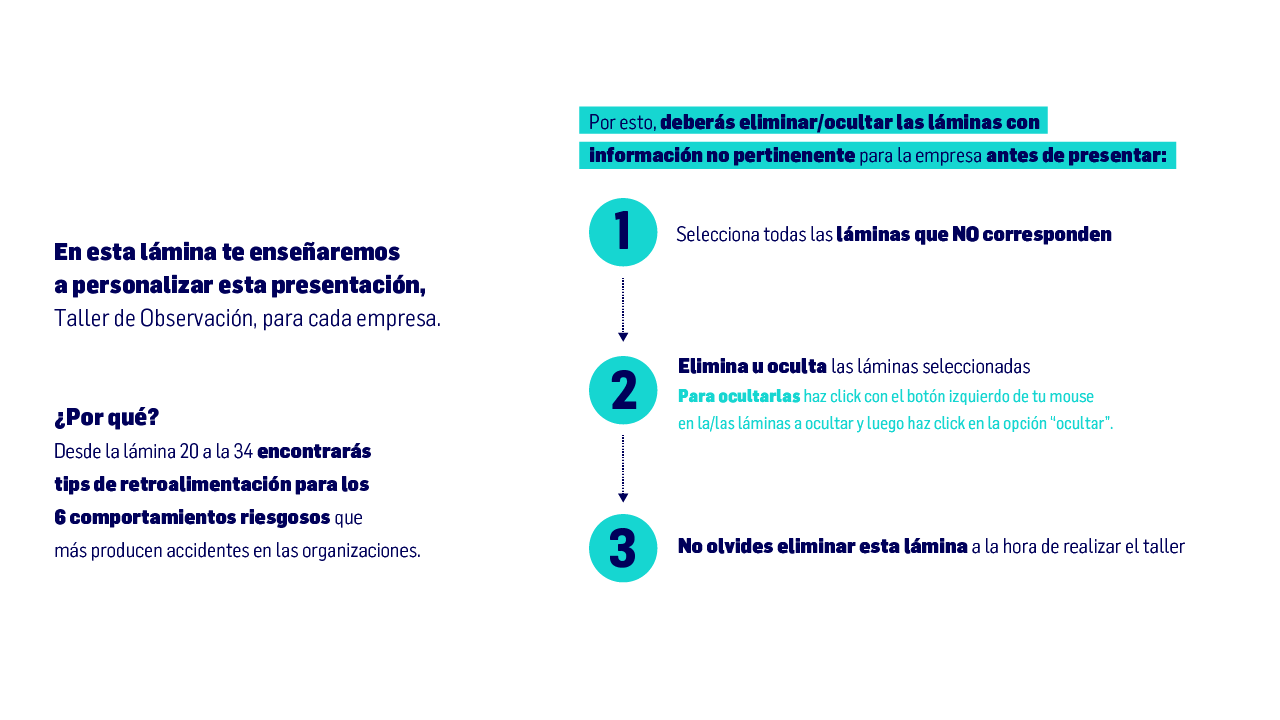 En esta lámina te enseñaremos
a personalizar esta presentación,
Taller de Observación, para cada empresa.
¿Por qué?
Desde la lámina 20 a la 34 encontrarás
tips de retroalimentación para los
6 comportamientos riesgosos que
más producen accidentes en las organizaciones.
Por esto, deberás eliminar/ocultar las láminas con
información no pertinenente para la empresa antes de presentar:
1
Selecciona todas las láminas que NO corresponden
2
Elimina u oculta las láminas seleccionadas
Para ocultarlas haz click con el botón izquierdo de tu mouse
en la/las láminas a ocultar y luego haz click en la opción “ocultar”.
3
No olvides eliminar esta lámina a la hora de realizar el taller